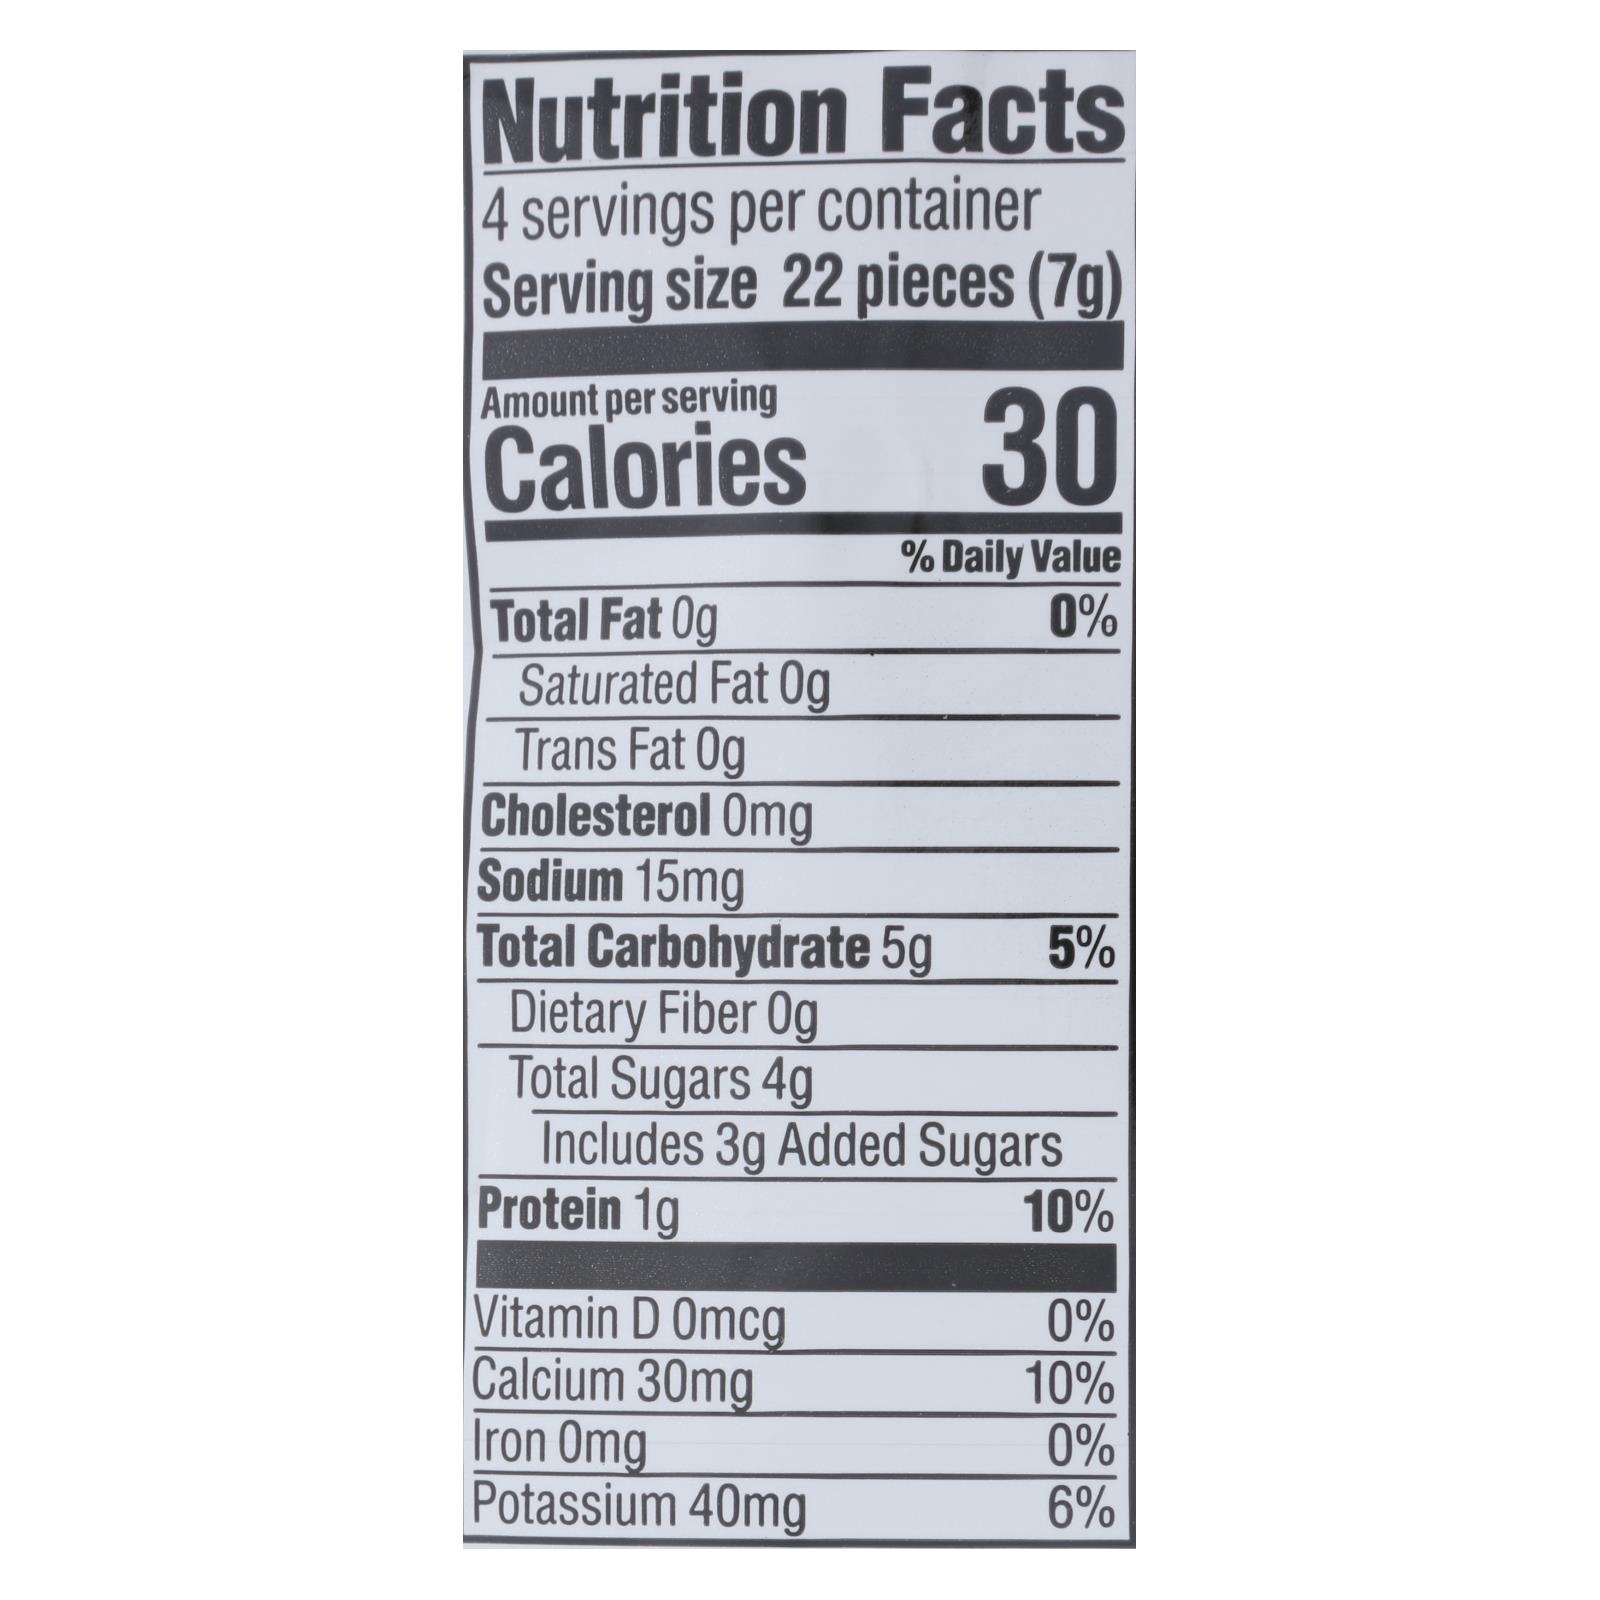 Nutrition Facts
4 servings per container
Serving size 22 pieces (7g)
Amount per serving
Calories 30
% Daily Value
Total Fat 0g 0%
Saturated Fat 0g
Trans Fat 0g
Cholesterol 0mg
Sodium 15mg
Total Carbohydrate 5g 5%
Dietary Fiber 0g
Total Sugars 4g
Includes 3g Added Sugars
Protein 1g 10%
Vitamin D 0mcg 0%
Calcium 30mg 10%
Iron 0mg 0%
Potassium 40mg 6%